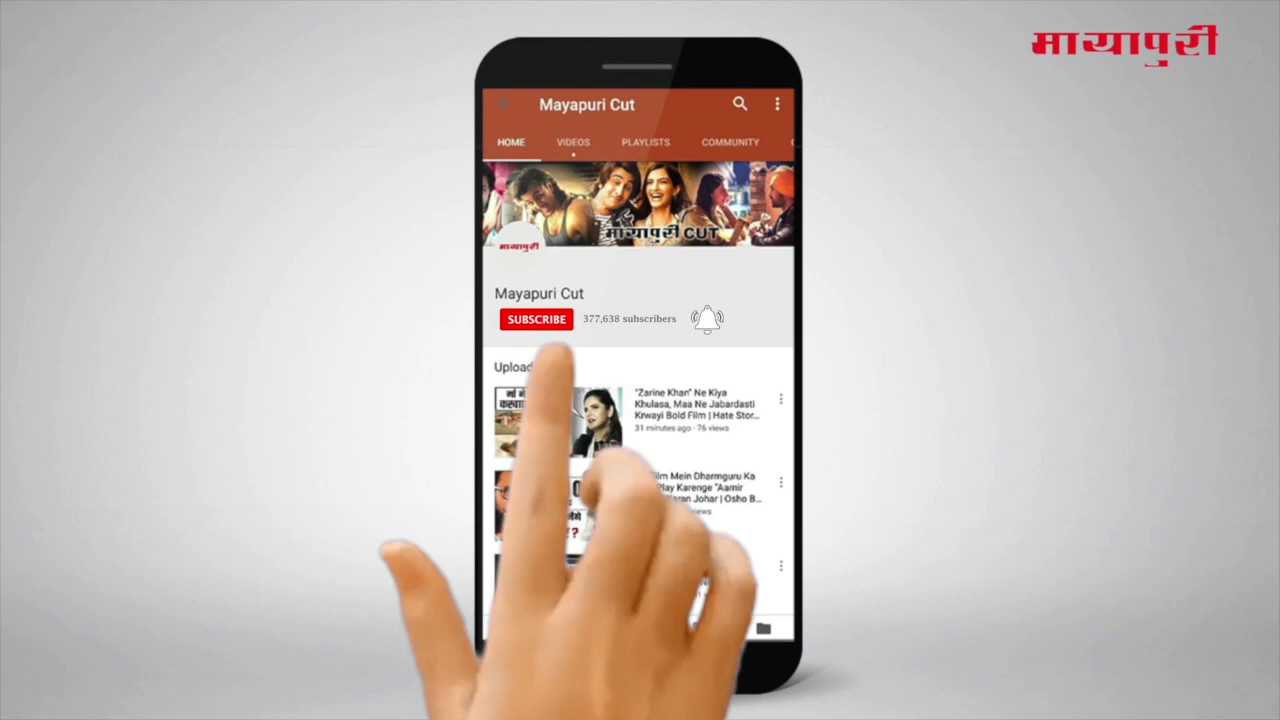 मायापुरी
Mayapuri Cut
HOME VIDEOS PLAYLISTS COMMUNITY
मायापुरी CUT
मायापुरी
Mayapuri Cut
SUBSCRIBE 377,638 subscribers
Upload
"Zarine Khan" Ne Kiya
Khulasa, Maa Ne Jabardasti
Krwayi Bold Film | Hate Stor...
31 minutes ago · 76 views
Film Mein Dharmguru Ka
Play Karenge "Aamir
Karan Johar | Osho B...
views